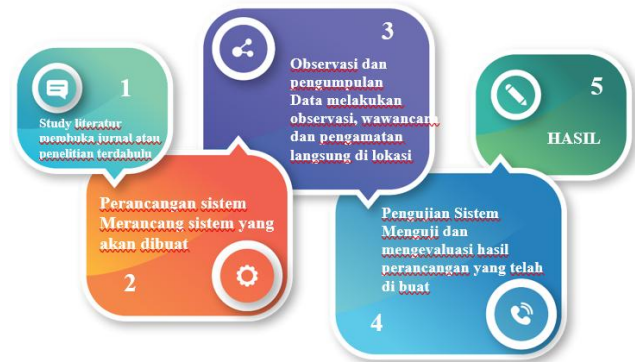 1
Study literatur
membuka jurnal atau
penelitian terdahulu
Perancangan sistem
Merancang sistem yang
akan dibuat
2
3
Observasi dan
pengumpulan
Data melakukan
observasi, wawancara
dan pengamatan
langsung di lokasi
Pengujian Sistem
Menguji dan
mengevaluasi hasil
perancangan yang telah
di buat
4
5
HASIL